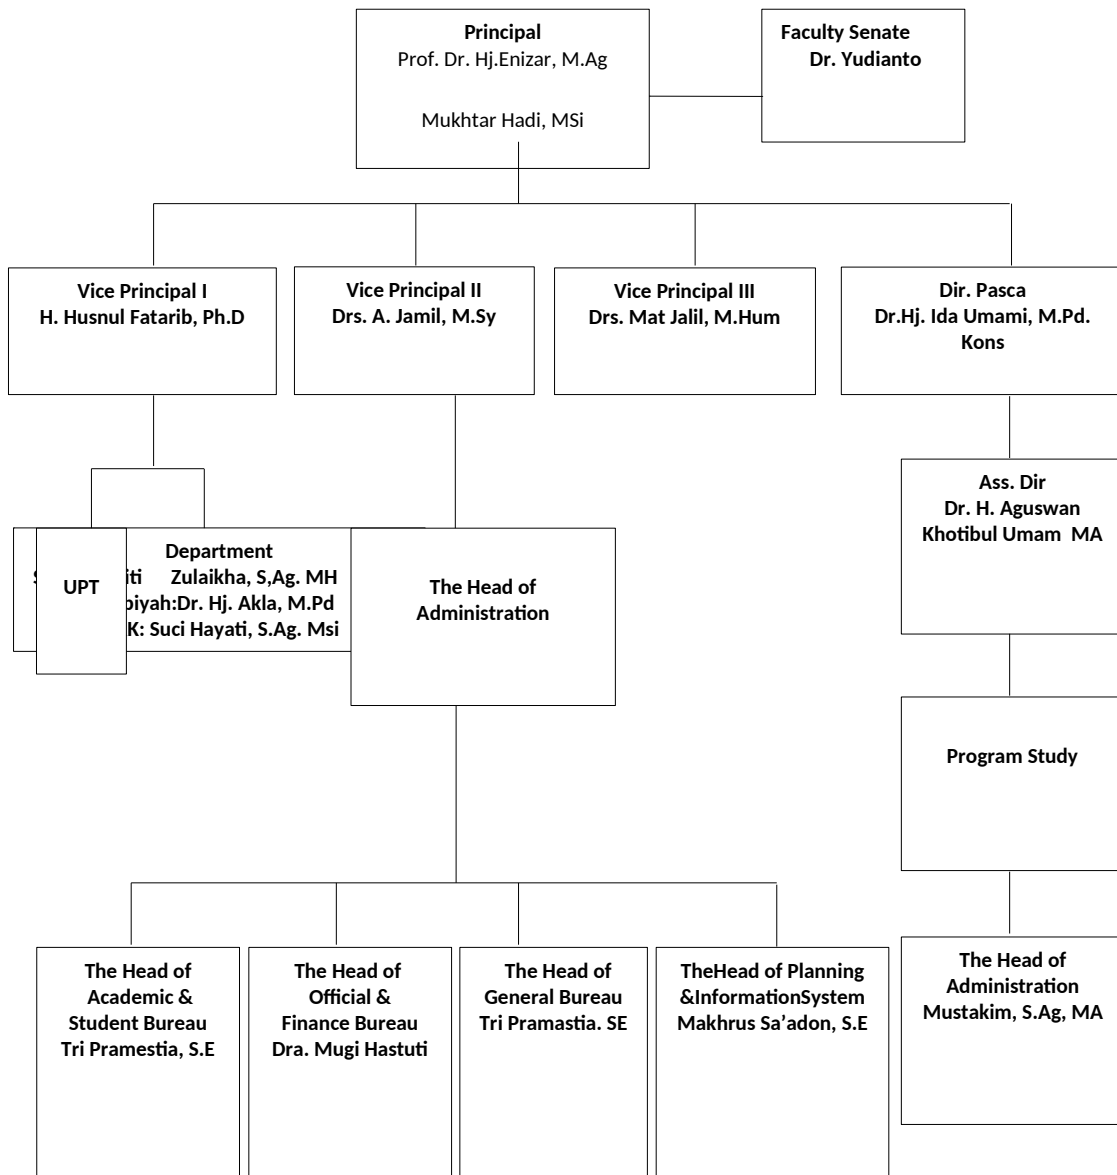 Principal
Prof. Dr. Hj.Enizar, M.Ag
Mukhtar Hadi, MSi
Faculty Senate
Dr. Yudianto
Vice Principal I
H. Husnul Fatarib, Ph.D
Vice Principal II
Drs. A. Jamil, M.Sy
Vice Principal III
Drs. Mat Jalil, M.Hum
Dir. Pasca
Dr.Hj. Ida Umami, M.Pd.
Kons
Ass. Dir
Dr. H. Aguswan
Khotibul Umam  MA
UPT
Department
Zulaikha, S,Ag. MH
Dr. Hj. Akla, M.Pd
K: Suci Hayati, S.Ag. Msi
The Head of
Administration
Program Study
The Head of
Academic &
Student Bureau
Tri Pramestia, S.E
The Head of
Official &
Finance Bureau
Dra. Mugi Hastuti
The Head of
General Bureau
Tri Pramastia. SE
TheHead of Planning
&InformationSystem
Makhrus Sa’adon, S.E
The Head of
Administration
Mustakim, S.Ag, MA